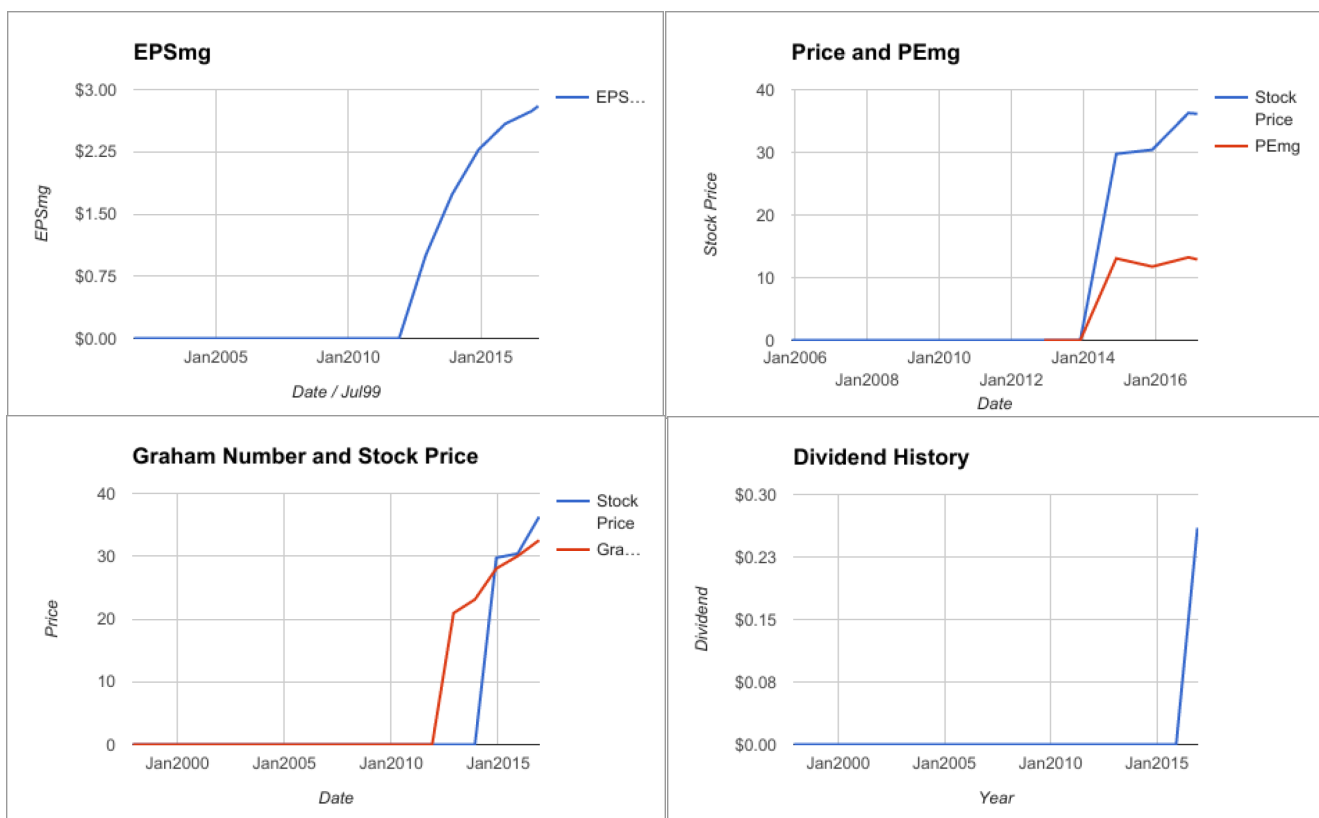 EPSmg
$3.00
$2.25
$1.50
$0.75
$0.00
EPSmg
EPS…
Jan2005
Jan2010
Jan2015
Date / Jul99
Price and PEmg
40
30
20
10
0
Stock Price
Stock
Price
PEmg
Jan2006
Jan2010
Jan2014
Jan2008
Jan2012
Jan2016
Date
Graham Number and Stock Price
40
30
20
10
0
Price
Stock
Price
Gra…
Jan2000
Jan2005
Jan2010
Jan2015
Date
Dividend History
$0.30
$0.23
$0.15
$0.08
$0.00
Dividend
Jan2000
Jan2005
Jan2010
Jan2015
Year